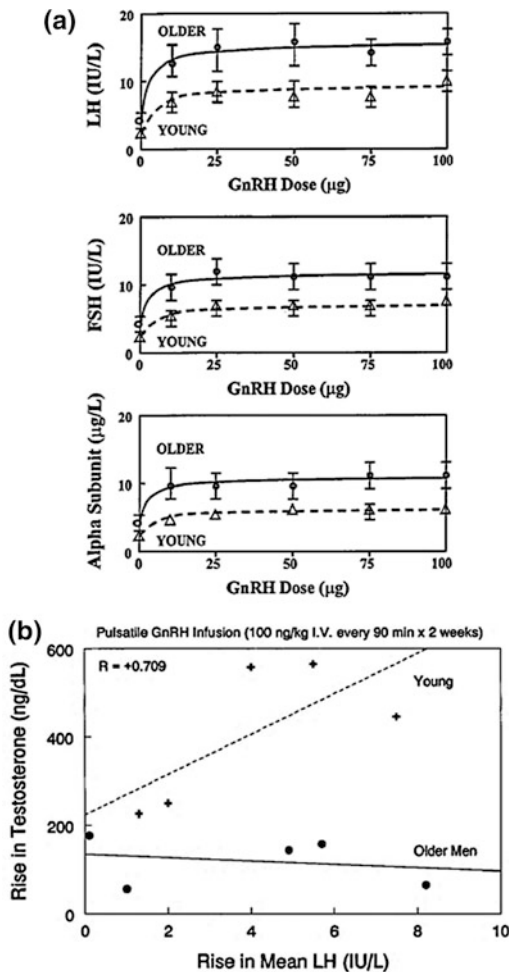 (a)
20
OLDER
10
LH (IU/L)
YOUNG
0
0 10 25 50 75 100
GnRH Dose (µg)
20
OLDER
10
FSH (IU/L)
YOUNG
0
0 10 25 50 75 100
GnRH Dose (µg)
20
OLDER
10
Alpha Subunit (µg/L)
YOUNG
0
0 10 25 50 75 100
GnRH Dose (µg)
(b)
Pulsatile GnRH Infusion (100 ng/kg I.V. every 90 min x 2 weeks)
600
R = +0.709
Young
400
Rise in Testosterone (ng/dL)
200
Older Men
0
0 2 4 6 8 10
Rise in Mean LH (IU/L)